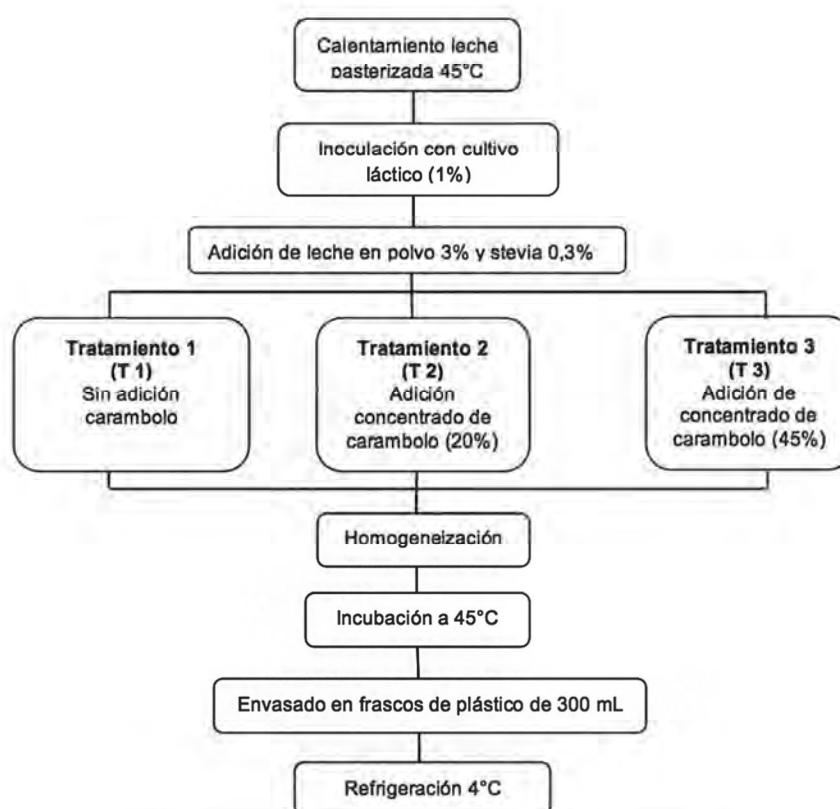 Calentamiento leche
pasterizada 45°C
Inoculación con cultivo
láctico (1%)
Adición de leche en polvo 3% y stevia 0,3%
Tratamiento 1
(T 1)
Sin adición
carambolo
Tratamiento 2
(T 2)
Adición
concentrado de
carambolo (20%)
Tratamiento 3
(T 3)
Adición de
concentrado de
carambolo (45%)
Homogeneización
Incubación a 45°C
Envasado en frascos de plástico de 300 mL
Refrigeración 4°C